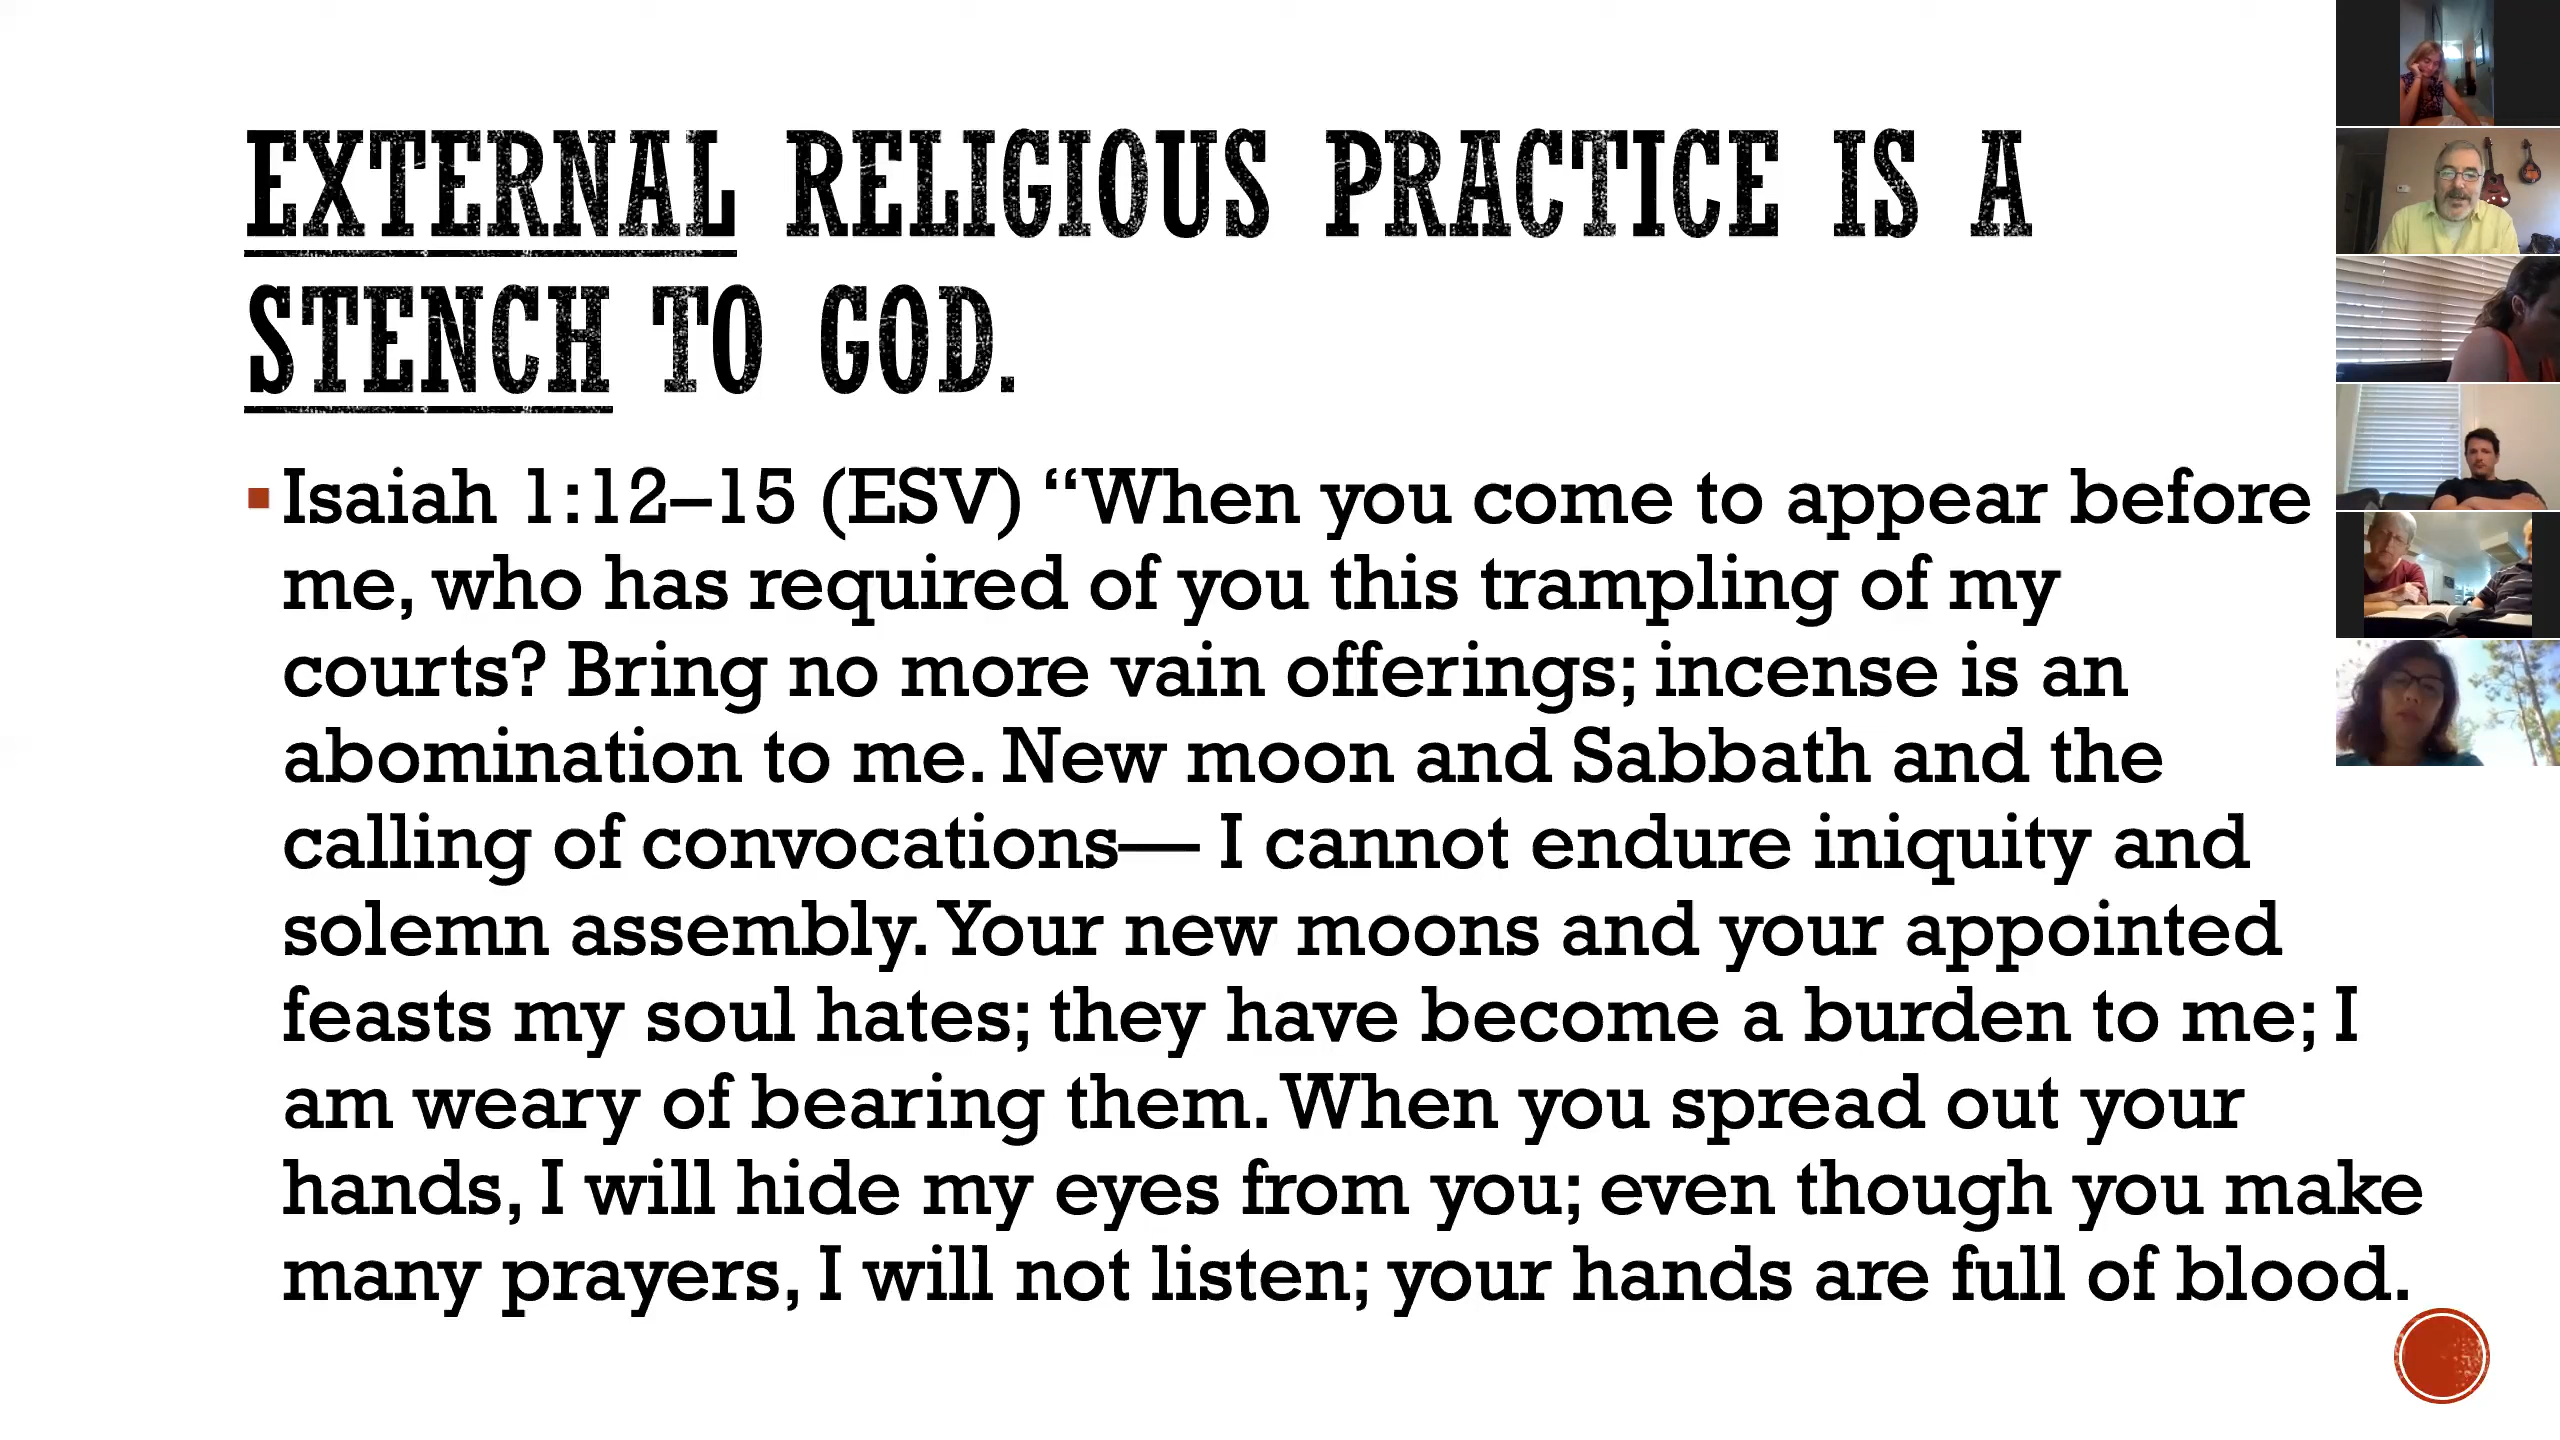 EXTERNAL RELIGIOUS PRACTICE IS A
STENCH TO GOD.
Isaiah 1:12–15 (ESV) “When you come to appear before
me, who has required of you this trampling of my
courts? Bring no more vain offerings; incense is an
abomination to me. New moon and Sabbath and the
calling of convocations— I cannot endure iniquity and
solemn assembly. Your new moons and your appointed
feasts my soul hates; they have become a burden to me; I
am weary of bearing them. When you spread out your
hands, I will hide my eyes from you; even though you make
many prayers, I will not listen; your hands are full of blood.